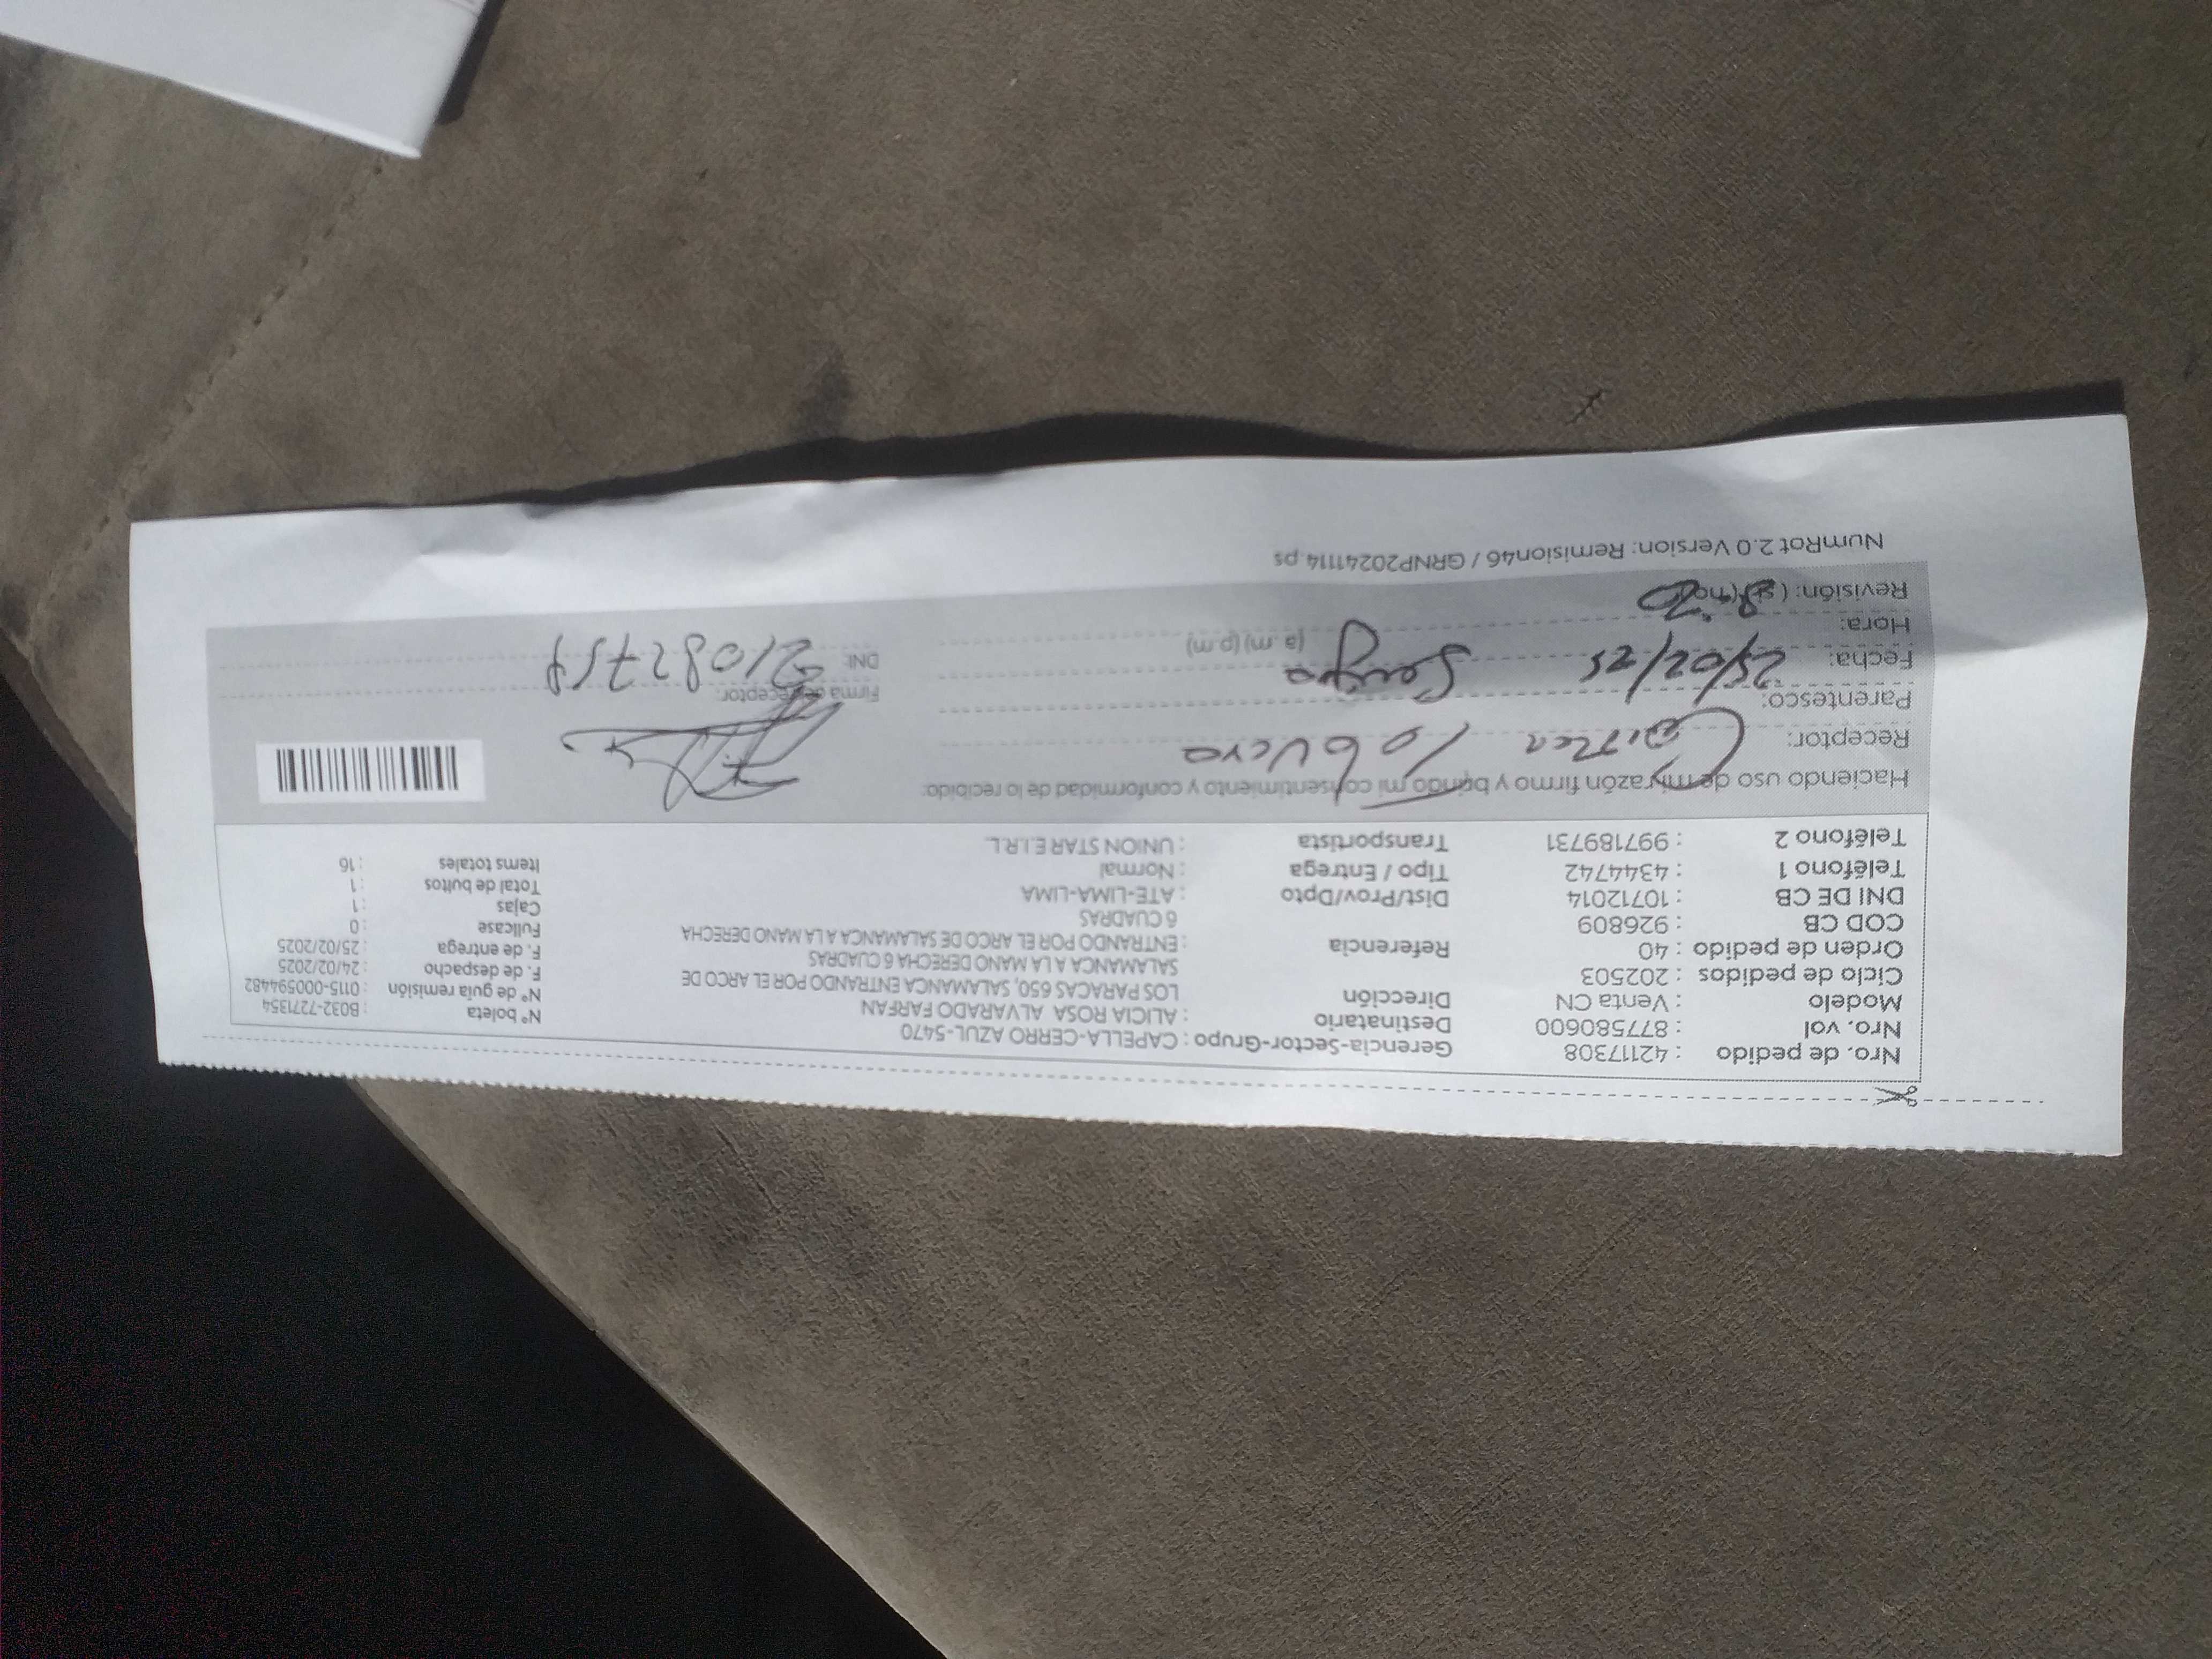 Nro. de pedido : 42117308 Gerencia-Sector-Grupo : CAPELLA-CERRO AZUL-5470
Nro. vol : 877580600 Destinatario : ALICIA ROSA ALVARADO FARFAN Nº boleta : B032-7271354
Modelo : Venta CN Dirección LOS PARACAS 650, SALAMANCA ENTRANDO POR EL ARCO DE Nº de guía remisión : 0115-000594482
Ciclo de pedidos : 202503 SALAMANCA A LA MANO DERECHA 6 CUADRAS F. de despacho : 24/02/2025
Orden de pedido : 40 Referencia : ENTRANDO POR EL ARCO DE SALAMANCA A LA MANO DERECHA F. de entrega : 25/02/2025
COD CB : 926809 6 CUADRAS Fullcase : 0
DNI DE CB : 10712014 Dist/Prov/Dpto : ATE-LIMA-LIMA Cajas : 1
Teléfono 1 : 4344742 Tipo / Entrega : Normal Total de bultos : 1
Teléfono 2 : 997189731 Transportista : UNION STAR E.I.R.L. Items totales : 16
Haciendo uso de mi razón firmo y brindo mi consentimiento y conformidad de lo recibido:
Receptor:
Parentesco: Firma de receptor:
Fecha: 25/02/25 DNI:
Hora: (a.m) (p.m)
Revisión: (si) (no)
NumRot 2.0 Version: Remision46 / GRNP20241114.ps